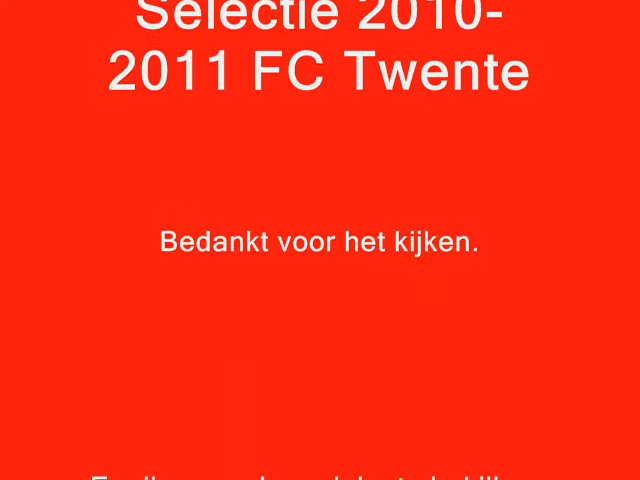 Selectie 2010-
2011 FC Twente
Bedankt voor het kijken.